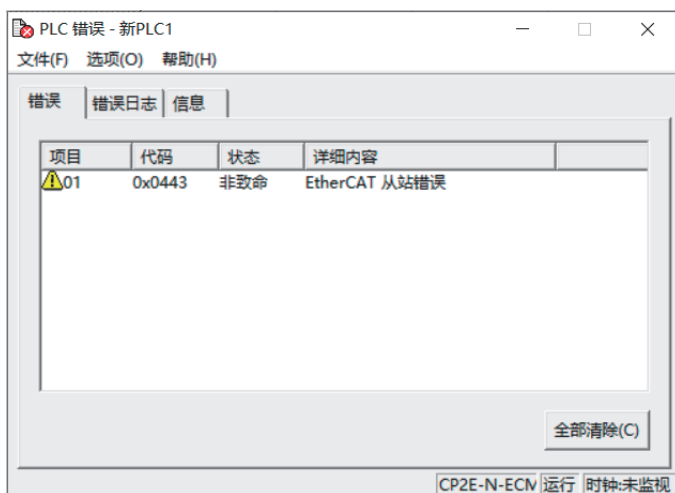 PLC 错误 - 新PLC1
文件(F) 选项(O) 帮助(H)
错误 错误日志 信息
项目 代码 状态 详细内容
01 0x0443 非致命 EtherCAT 从站错误
全部清除(C)
CP2E-N-ECM 运行 时钟:未监视